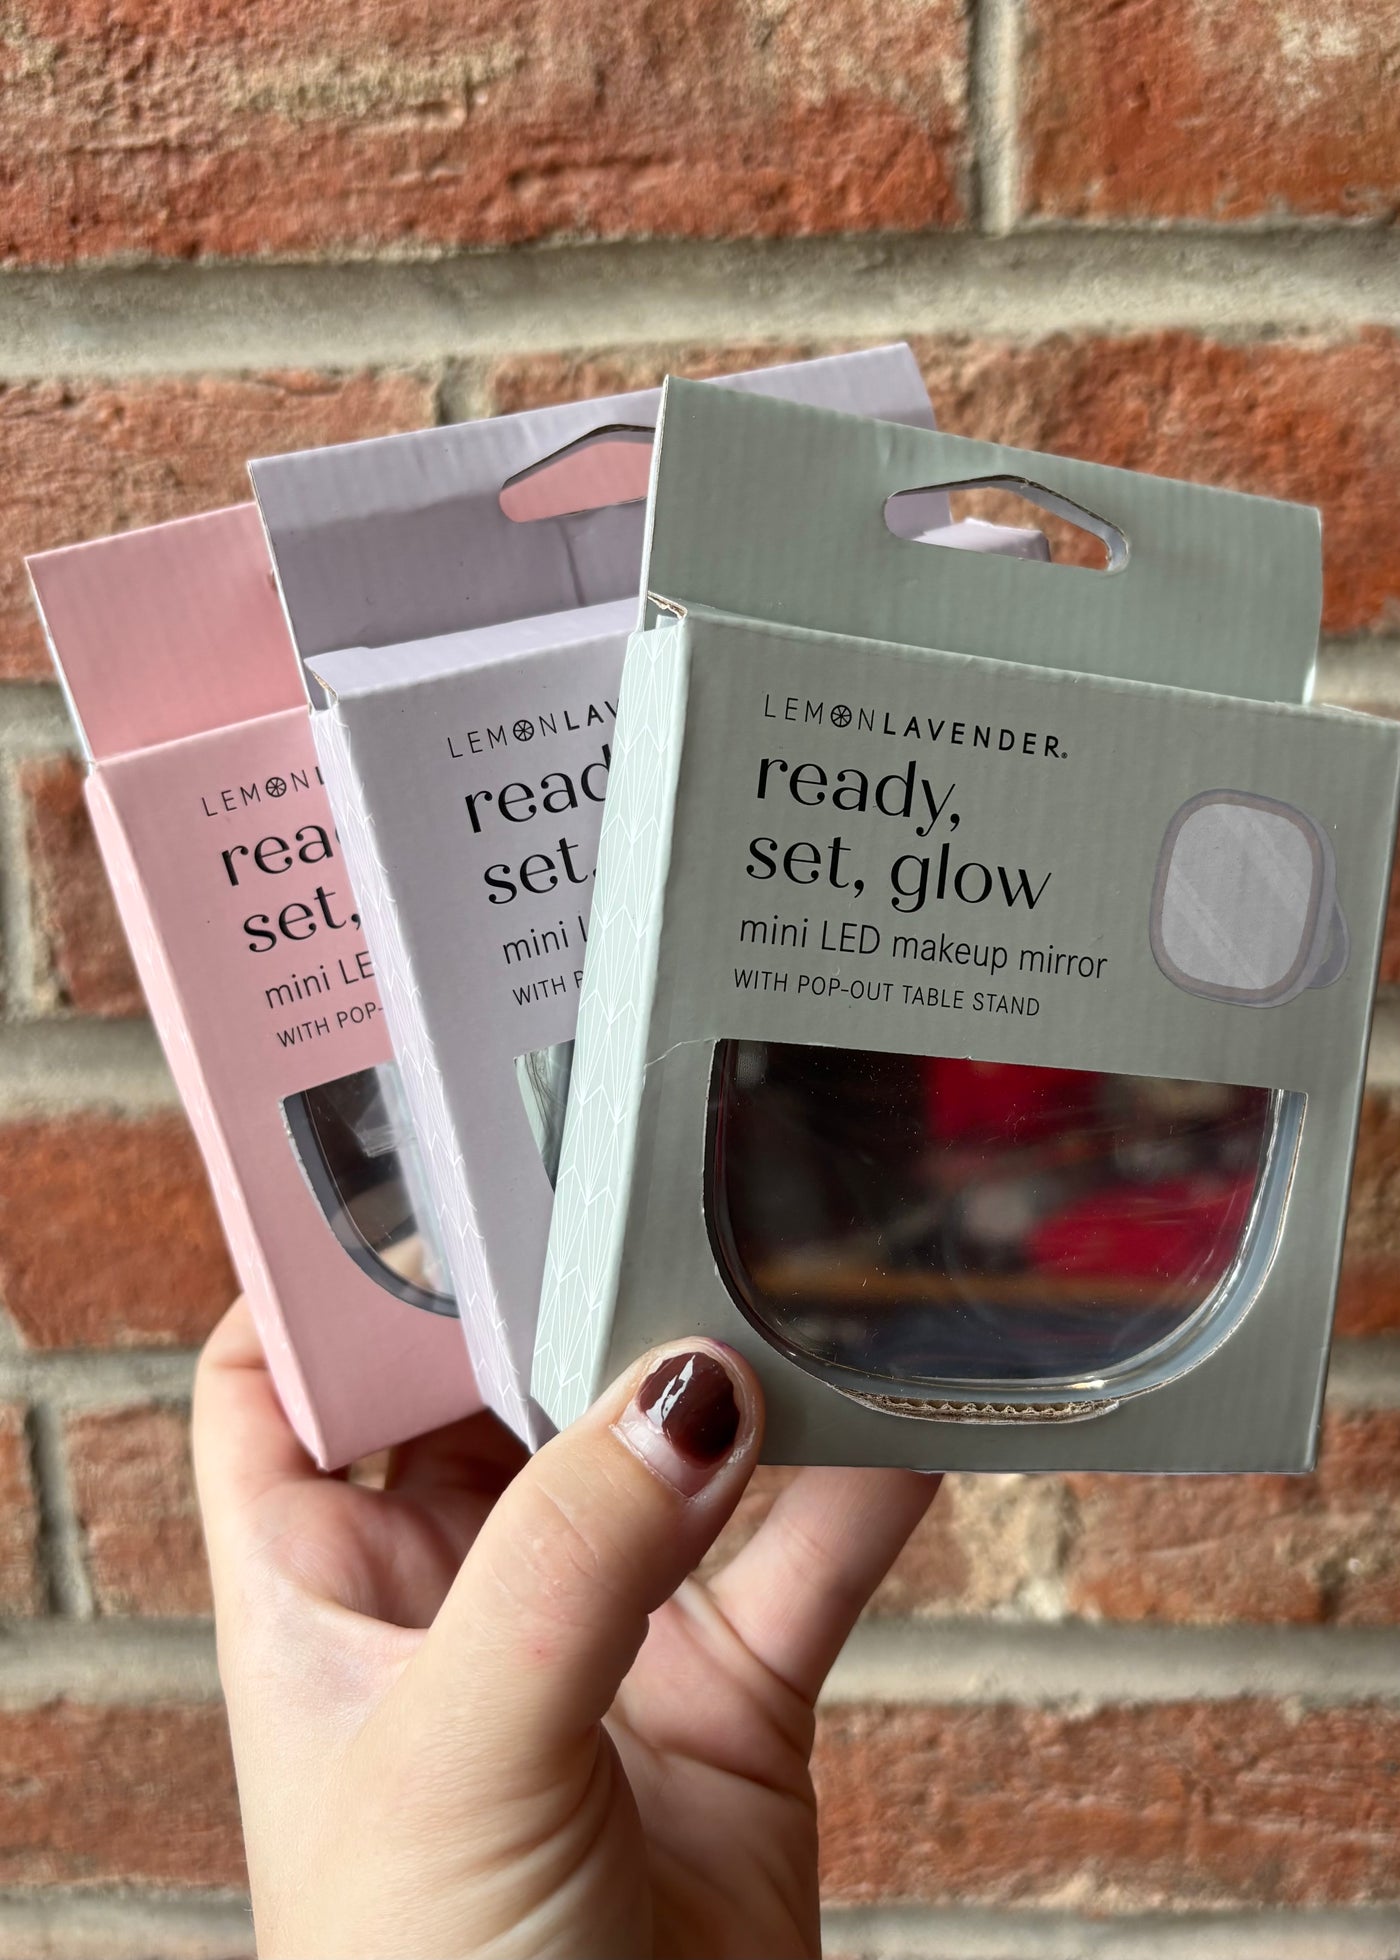 LEMON
rea
set,
mini LE
WITH POP-
LEMONLAV
read
set,
mini L
WITH P
LEMONLAVENDER®
ready,
set, glow
mini LED makeup mirror
WITH POP-OUT TABLE STAND